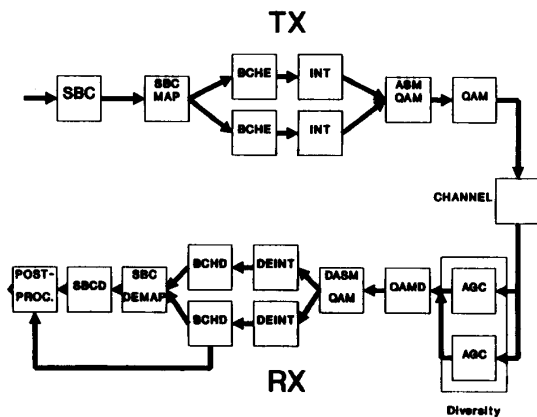 TX
SBC
SBC
MAP
BCHE
INT
BCHE
INT
ASM
QAM
QAM
CHANNEL
POST-
PROC.
SBCD
SBC
DEMAP
BCHD
DEINT
BCHD
DEINT
DASM
QAM
QAMD
AGC
AGC
RX
Diversity